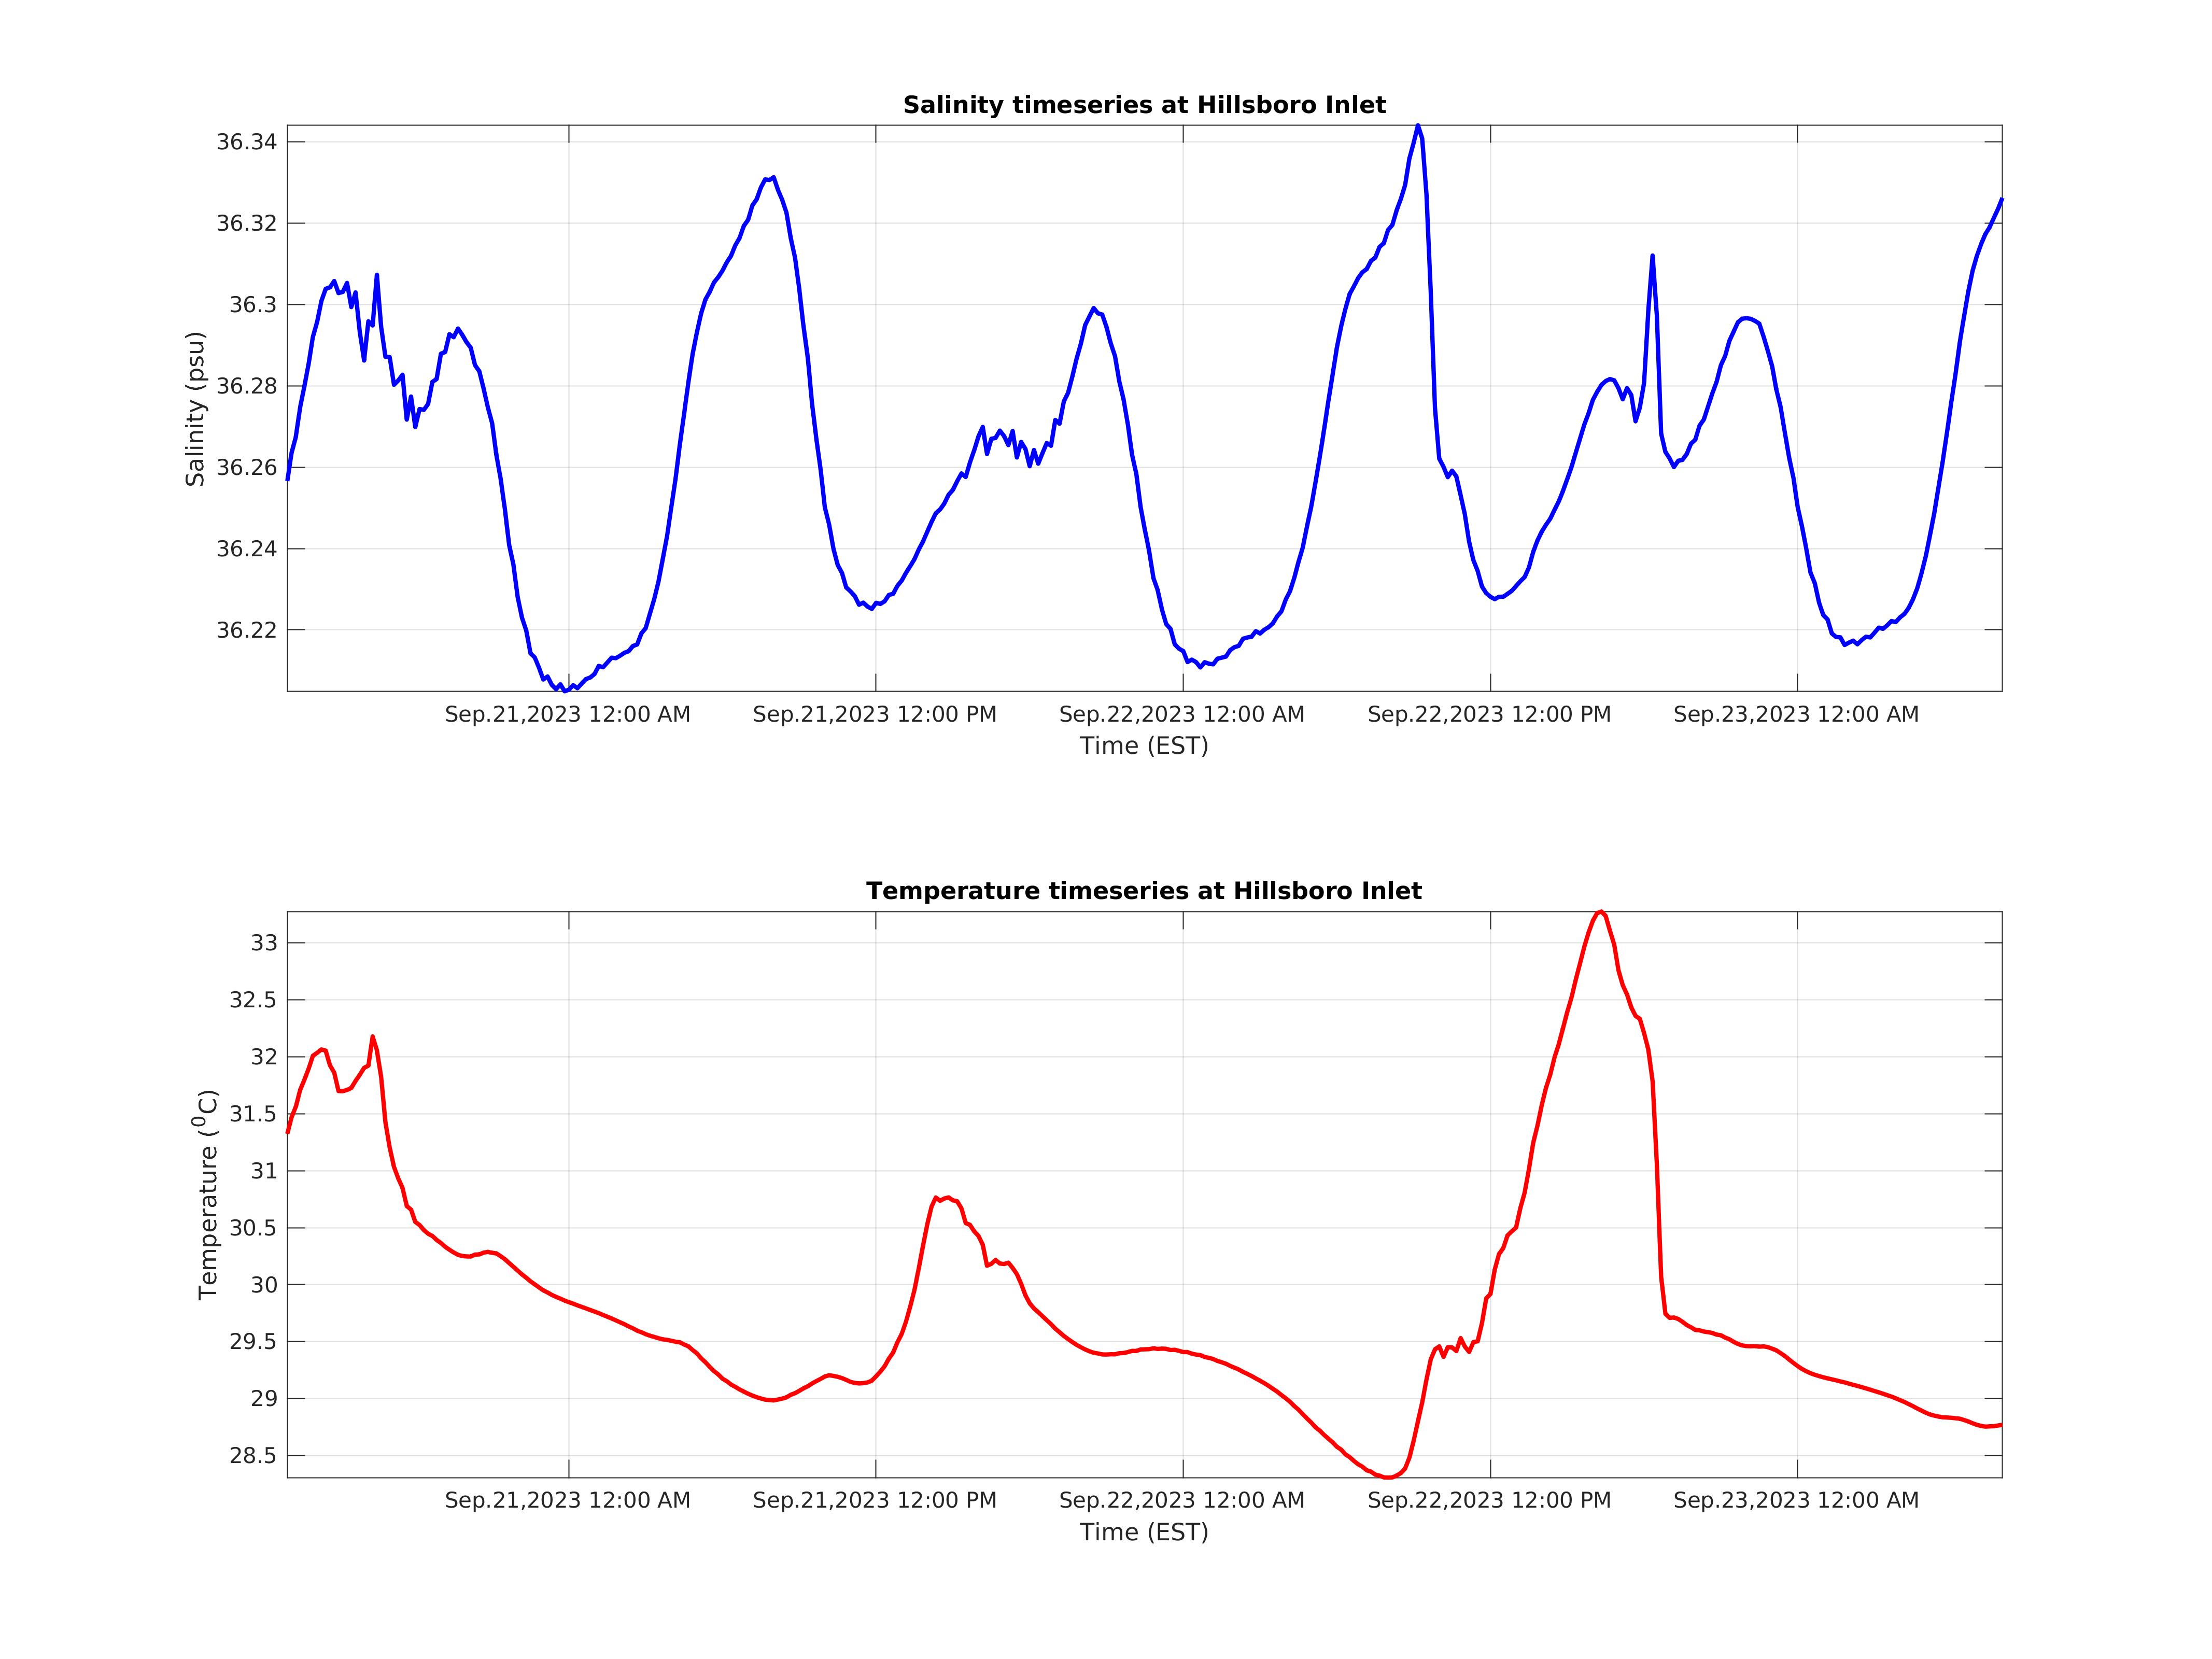 Salinity timeseries at Hillsboro Inlet
36.34
36.32
36.3
36.28
36.26
36.24
36.22
Salinity (psu)
Sep.21,2023 12:00 AM Sep.21,2023 12:00 PM Sep.22,2023 12:00 AM Sep.22,2023 12:00 PM Sep.23,2023 12:00 AM
Time (EST)
Temperature timeseries at Hillsboro Inlet
33
32.5
32
31.5
31
30.5
30
29.5
29
28.5
Temperature (⁰C)
Sep.21,2023 12:00 AM Sep.21,2023 12:00 PM Sep.22,2023 12:00 AM Sep.22,2023 12:00 PM Sep.23,2023 12:00 AM
Time (EST)